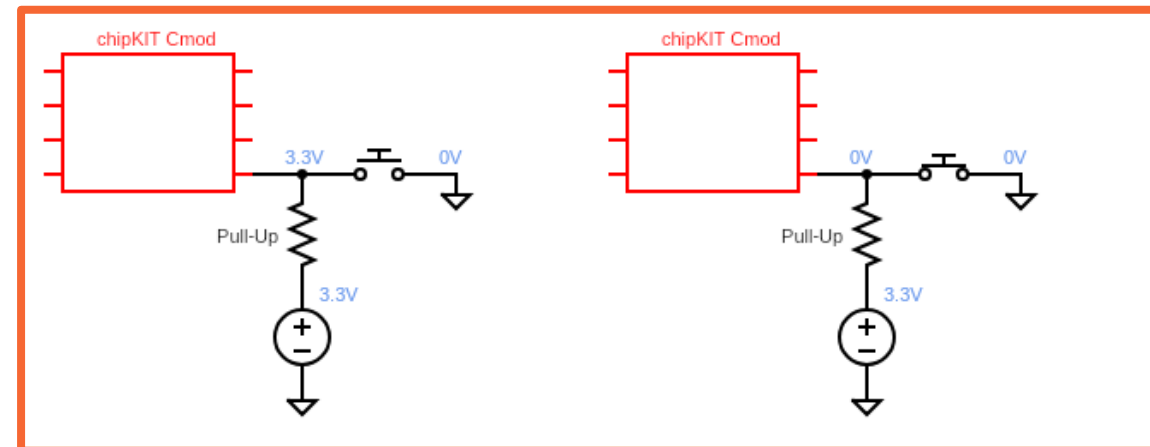 chipKIT Cmod
3.3V
0V
Pull-Up
3.3V
+
−
chipKIT Cmod
0V
0V
Pull-Up
3.3V
+
−